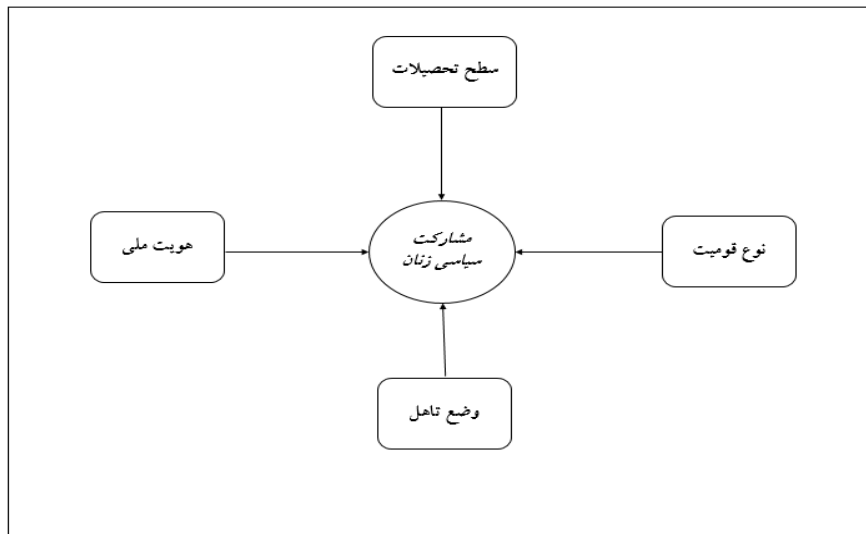 سطح تحصیلات
نوع قومیت
مشارکت
سیاسی زنان
هویت ملی
وضع تاهل